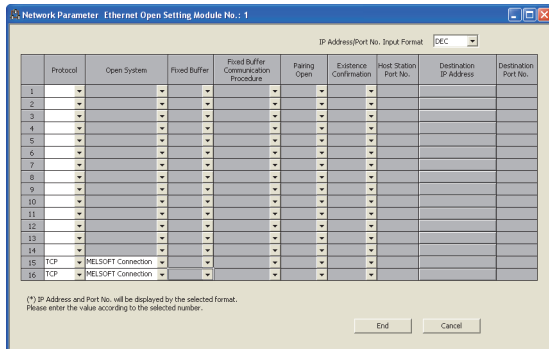 Network Parameter Ethernet Open Setting Module No.: 1
IP Address/Port No. Input Format DEC
Protocol Open System Fixed Buffer Fixed Buffer Communication Procedure Pairing Open Existence Confirmation Host Station Port No. Destination IP Address Destination Port No.
1
2
3
4
5
6
7
8
9
10
11
12
13
14
15 TCP MELSOFT Connection
16 TCP MELSOFT Connection
(*) IP Address and Port No. will be displayed by the selected format.
Please enter the value according to the selected number.
End Cancel